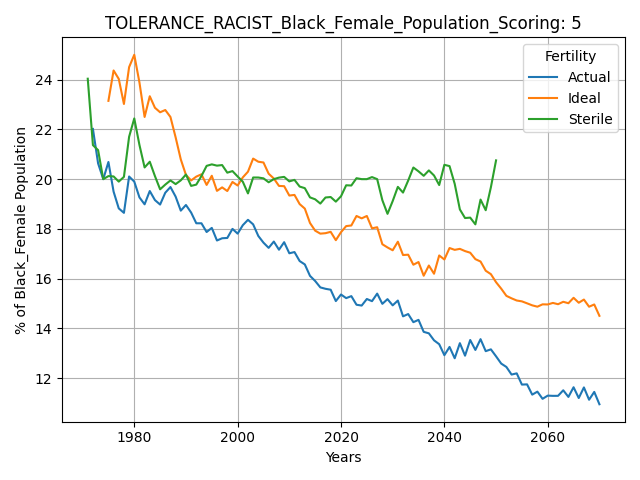 TOLERANCE_RACIST_Black_Female_Population_Scoring: 5
Fertility
Actual
Ideal
Sterile
% of Black_Female Population
24
22
20
18
16
14
12
1980 2000 2020 2040 2060
Years